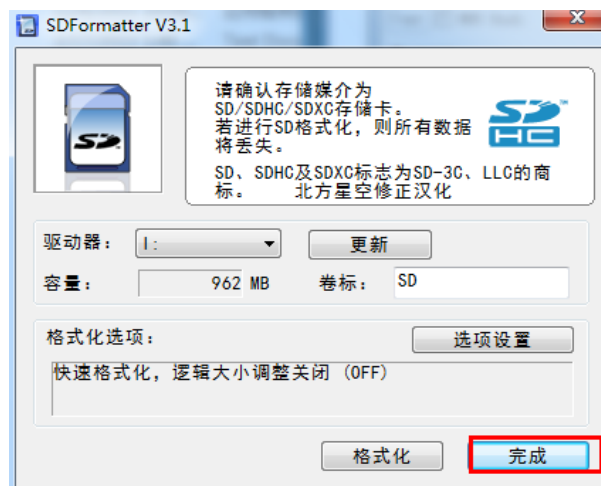 SDFormatter V3.1
请确认存储媒介为
SD/SDHC/SDXC存储卡。
若进行SD格式化，则所有数据
将丢失。
SD、SDHC及SDXC标志为SD-3C、LLC的商
标。 北方星空修正汉化
SD
HC
驱动器： I: 更新
容量： 962 MB 卷标： SD
格式化选项： 选项设置
快速格式化，逻辑大小调整关闭 (OFF)
格式化 完成